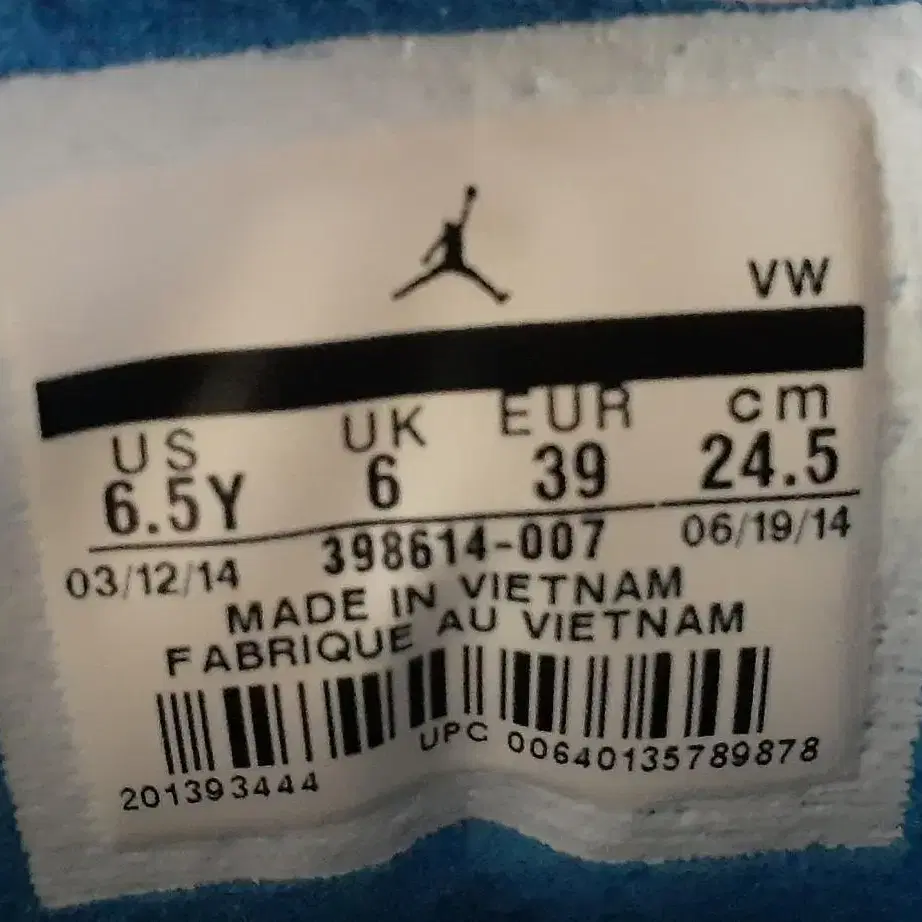 VW
US UK EUR cm
6.5Y 6 39 24.5
03/12/14 398614-007 06/19/14
MADE IN VIETNAM
FABRIQUE AU VIETNAM
UPC 00640135789878
201393444